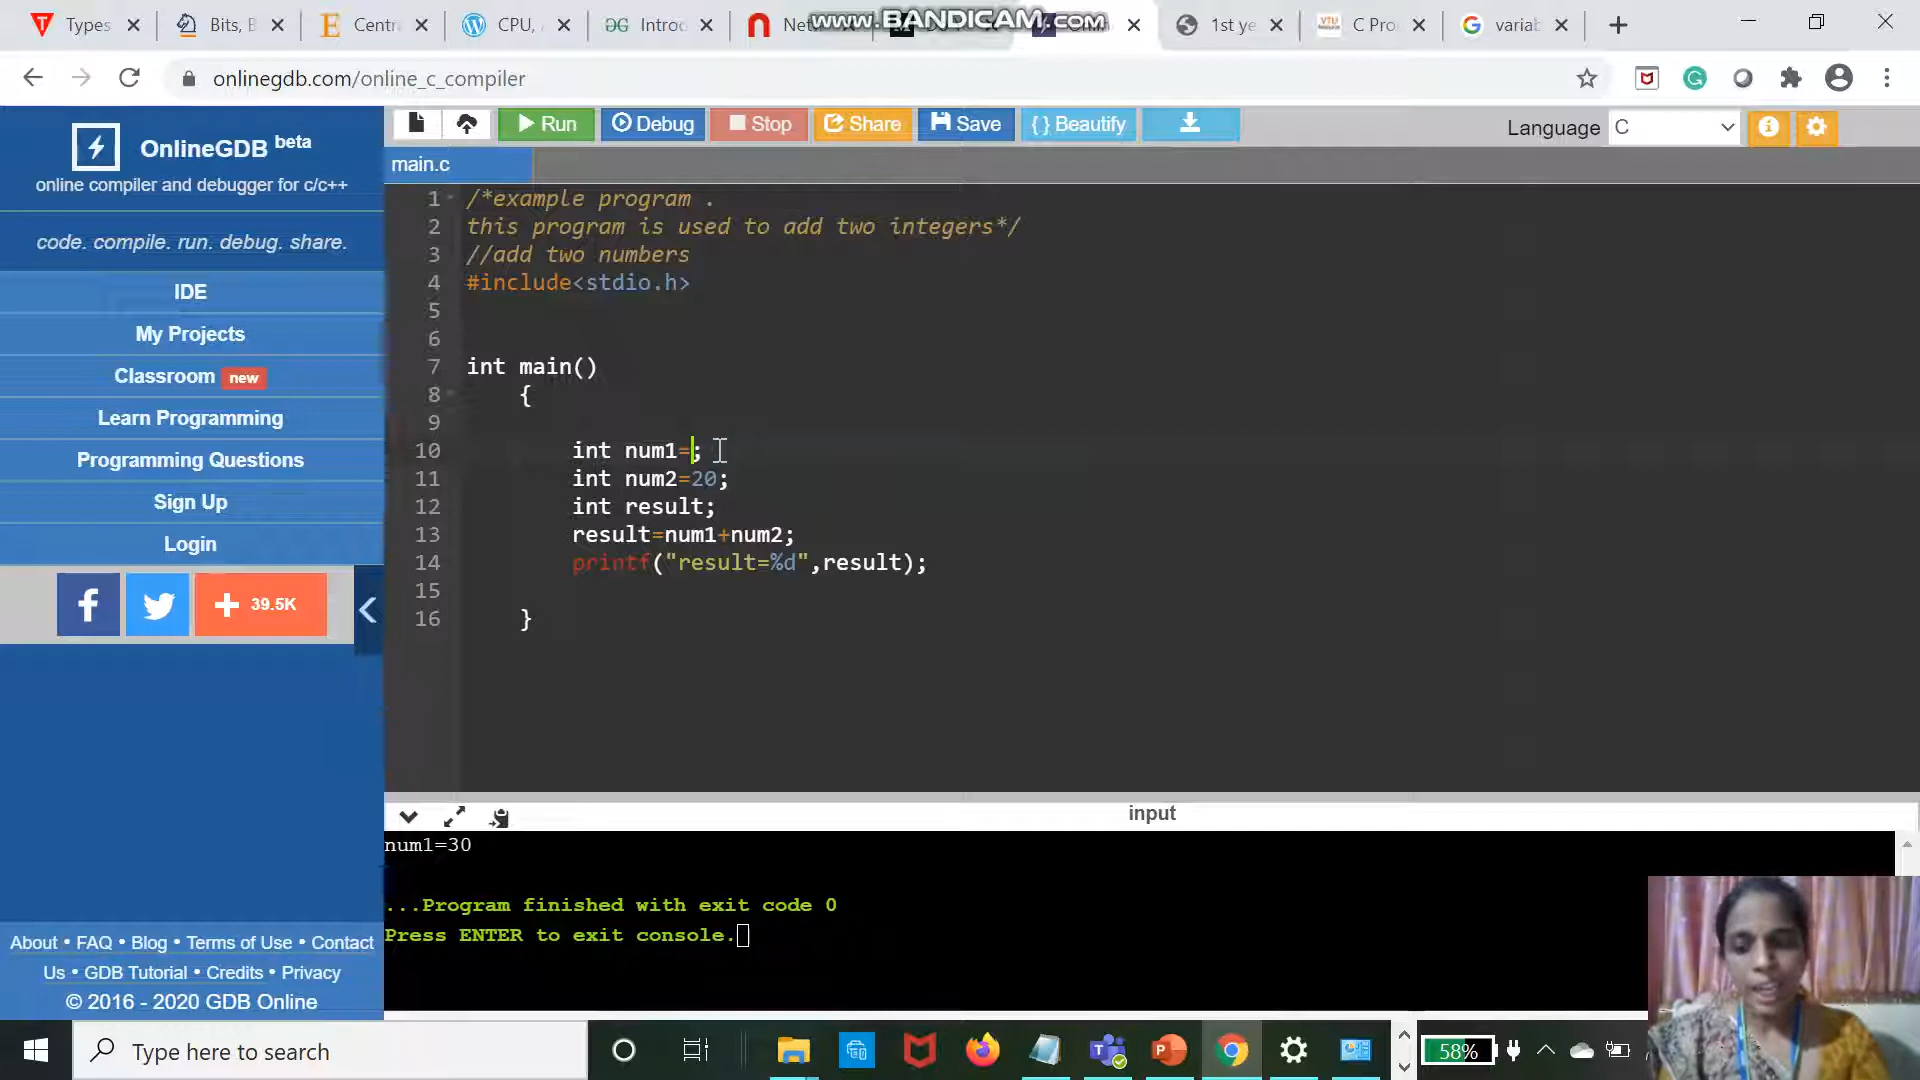 Types
Bits, B
Centr
CPU,
Introc
Net
www.BANDICAM.com
1st ye
C Pro
variab
onlinegdb.com/online_c_compiler
OnlineGDB beta
online compiler and debugger for c/c++
code. compile. run. debug. share.
IDE
My Projects
Classroom new
Learn Programming
Programming Questions
Sign Up
Login
39.5K
About • FAQ • Blog • Terms of Use • Contact
Us • GDB Tutorial • Credits • Privacy
© 2016 - 2020 GDB Online
Run
Debug
Stop
Share
Save
{ } Beautify
Language C
main.c
1 /*example program .
2 this program is used to add two integers*/
3 //add two numbers
4 #include<stdio.h>
5
6
7 int main()
8 {
9
10 int num1=;
11 int num2=20;
12 int result;
13 result=num1+num2;
14 printf("result=%d",result);
15
16 }
input
num1=30
...Program finished with exit code 0
Press ENTER to exit console.
Type here to search
58%